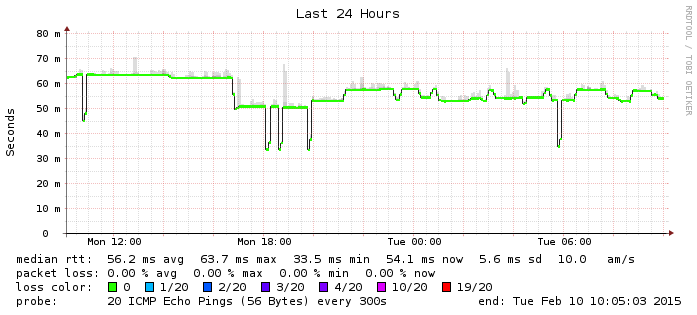 Last 24 Hours
RRDTOOL / TOBI OETIKER
Seconds
80 m
70 m
60 m
50 m
40 m
30 m
20 m
10 m
0
Mon 12:00 Mon 18:00 Tue 00:00 Tue 06:00
median rtt: 56.2 ms avg 63.7 ms max 33.5 ms min 54.1 ms now 5.6 ms sd 10.0 am/s
packet loss: 0.00 % avg 0.00 % max 0.00 % min 0.00 % now
loss color: 0 1/20 2/20 3/20 4/20 10/20 19/20
probe: 20 ICMP Echo Pings (56 Bytes) every 300s end: Tue Feb 10 10:05:03 2015